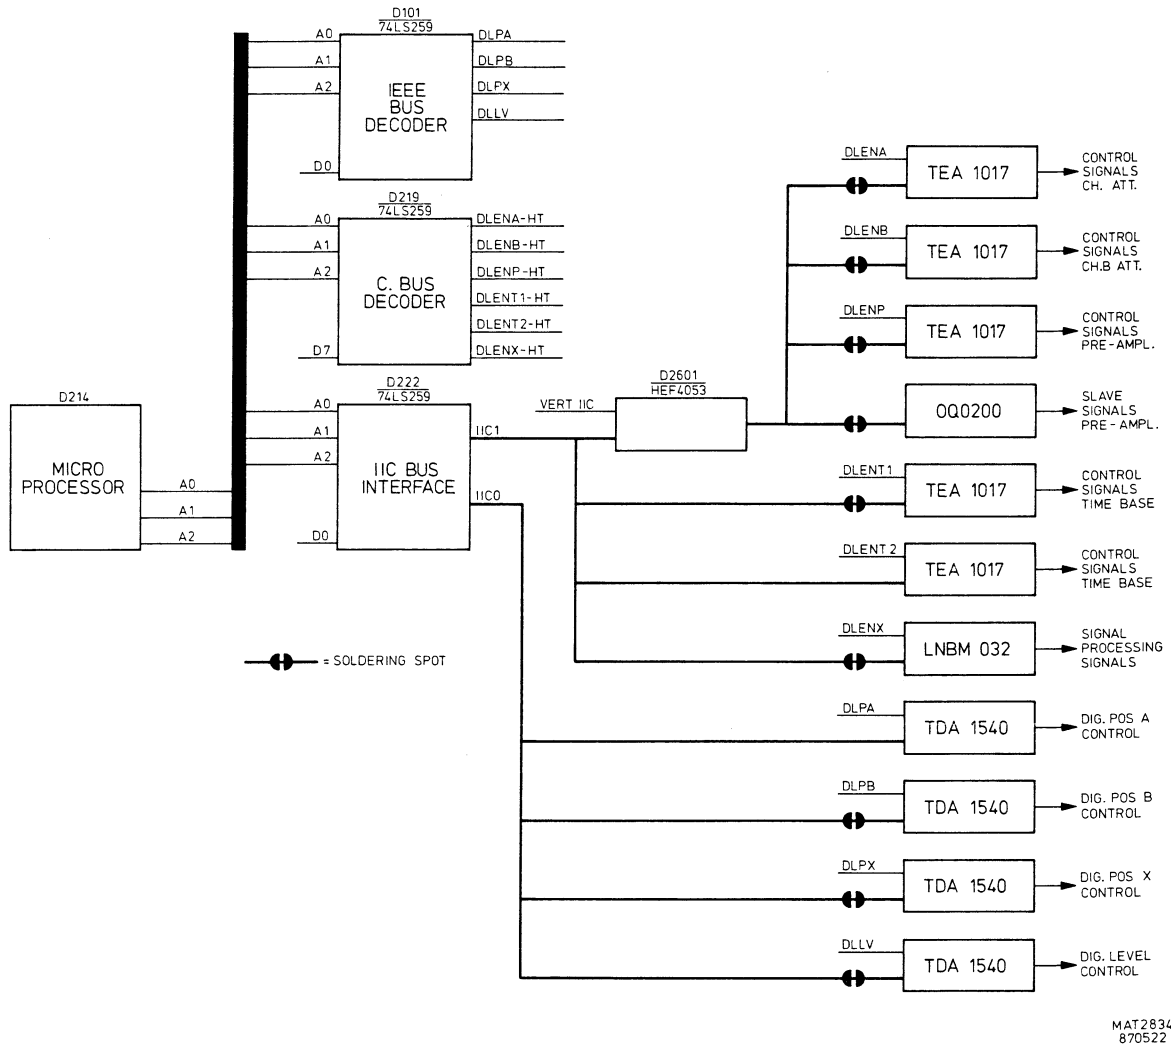 D101
74LS259
A0
A1
A2
D0
IEEE
BUS
DECODER
DLPA
DLPB
DLPX
DLLV
D219
74LS259
A0
A1
A2
D7
C. BUS
DECODER
DLENA-HT
DLENB-HT
DLENP-HT
DLENT1-HT
DLENT2-HT
DLENX-HT
D222
74LS259
A0
A1
A2
D0
IIC BUS
INTERFACE
IIC1
IIC0
D214
MICRO
PROCESSOR
A0
A1
A2
= SOLDERING SPOT
VERT IIC
D2601
HEF4053
DLENA
TEA 1017
CONTROL
SIGNALS
CH. ATT.
DLENB
TEA 1017
CONTROL
SIGNALS
CH.B ATT.
DLENP
TEA 1017
CONTROL
SIGNALS
PRE-AMPL.
OQ0200
SLAVE
SIGNALS
PRE-AMPL.
DLENT1
TEA 1017
CONTROL
SIGNALS
TIME BASE
DLENT2
TEA 1017
CONTROL
SIGNALS
TIME BASE
DLENX
LNBM 032
SIGNAL
PROCESSING
SIGNALS
DLPA
TDA 1540
DIG. POS A
CONTROL
DLPB
TDA 1540
DIG. POS B
CONTROL
DLPX
TDA 1540
DIG. POS X
CONTROL
DLLV
TDA 1540
DIG. LEVEL
CONTROL
MAT2834
870522